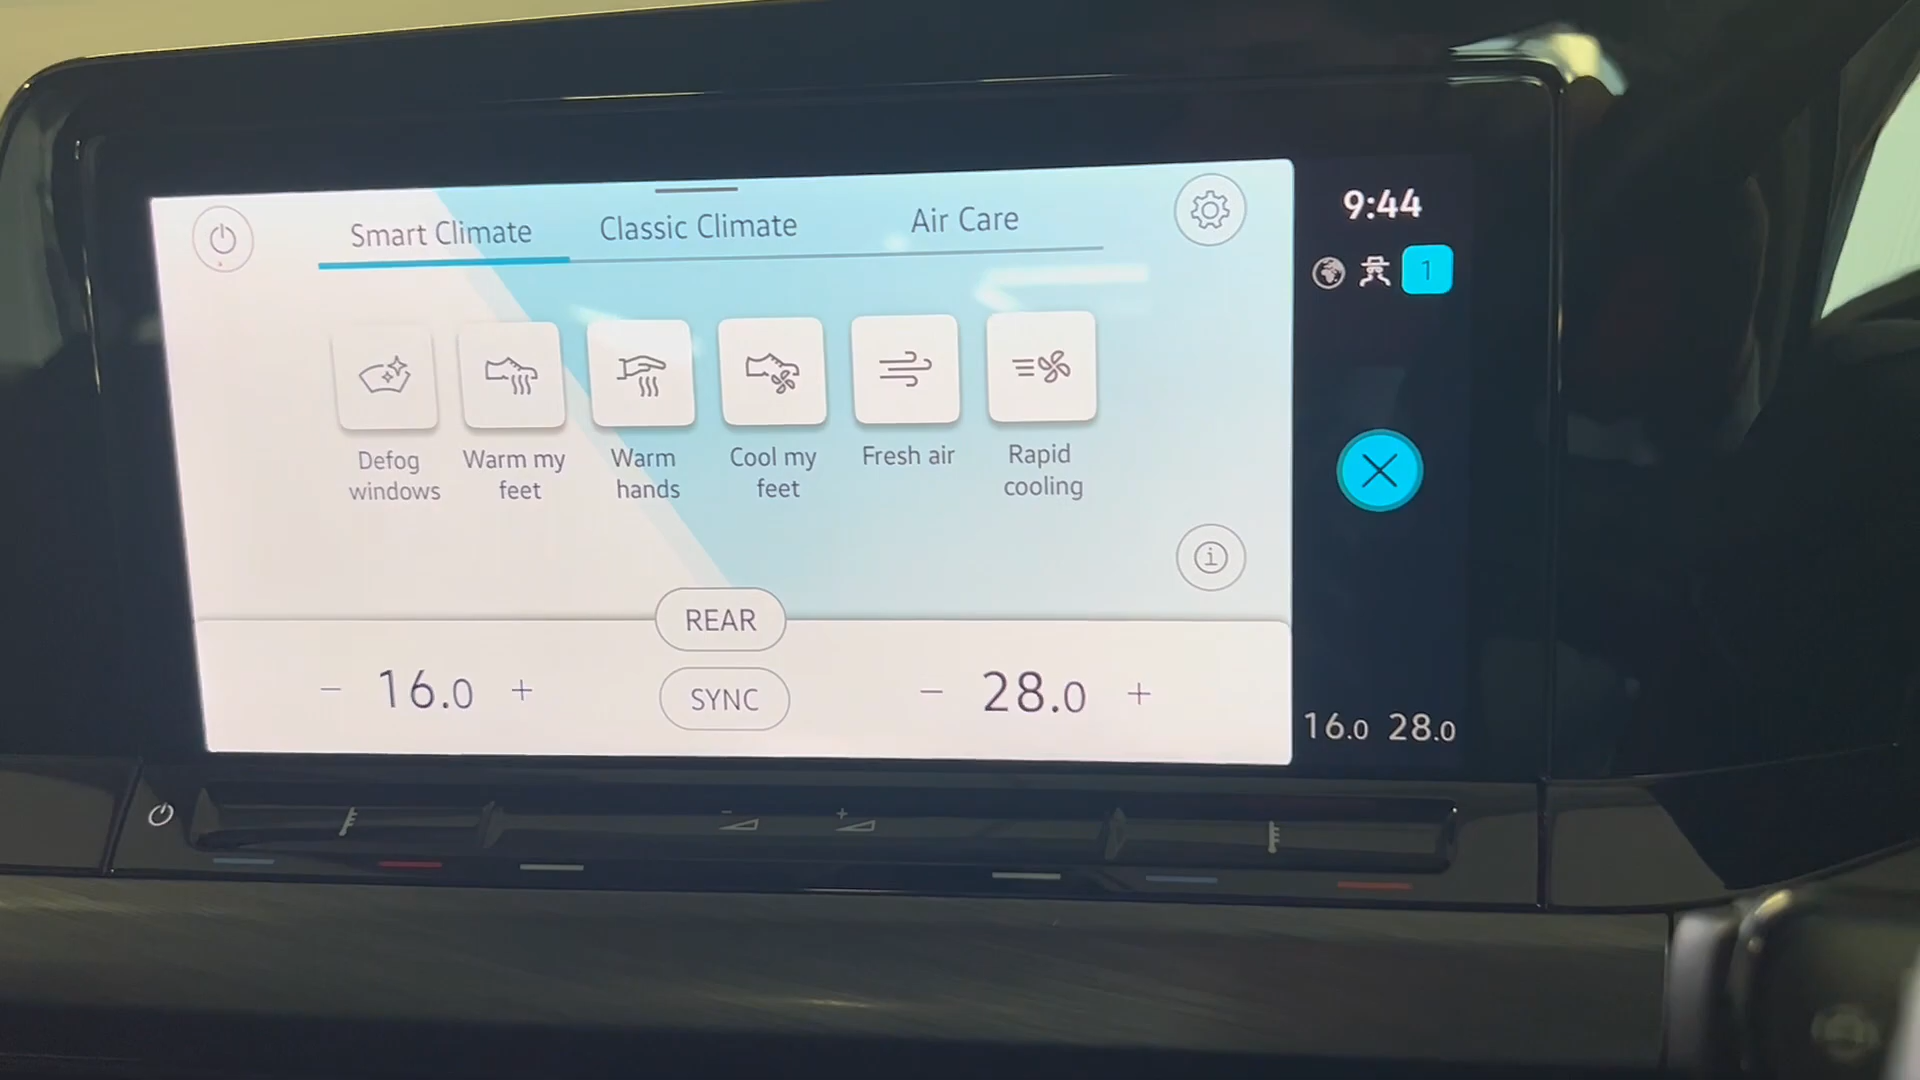 Smart Climate
Classic Climate
Air Care
9:44
1
Defog
windows
Warm my
feet
Warm
hands
Cool my
feet
Fresh air
Rapid
cooling
i
REAR
− 16.0 +
SYNC
− 28.0 +
16.0 28.0
− +